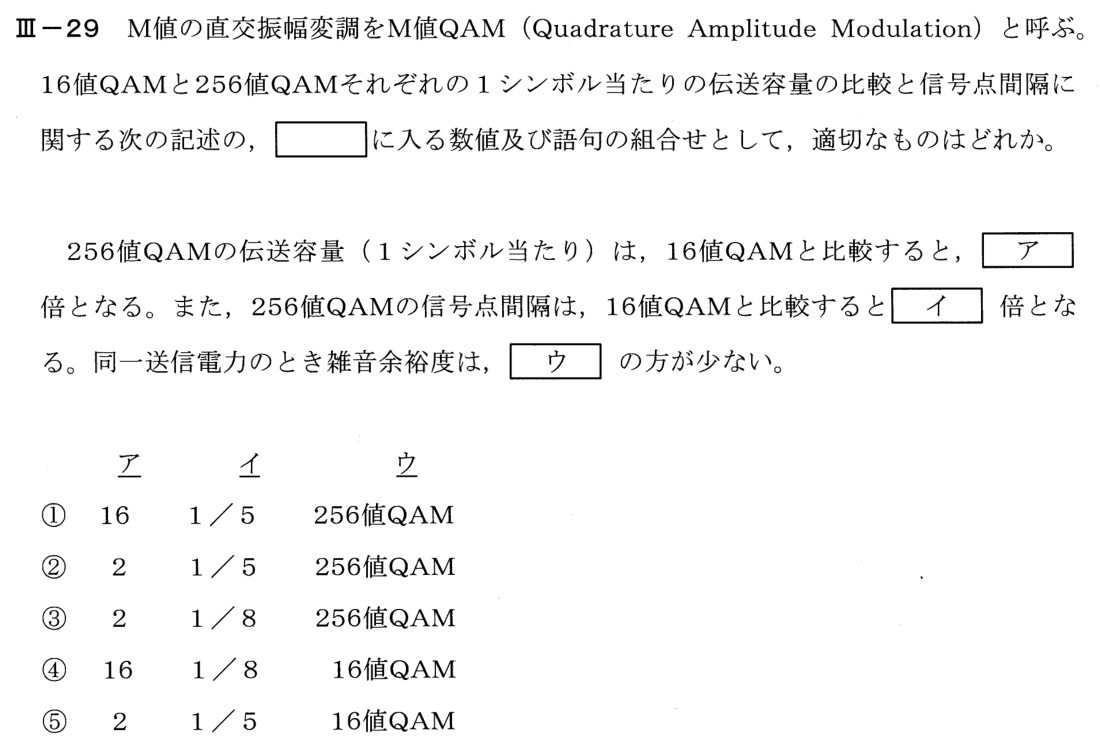 Ⅲ－29　M値の直交振幅変調をM値QAM（Quadrature Amplitude Modulation）と呼ぶ。
16値QAMと256値QAMそれぞれの１シンボル当たりの伝送容量の比較と信号点間隔に
関する次の記述の，　　　に入る数値及び語句の組合せとして，適切なものはどれか。
256値QAMの伝送容量（１シンボル当たり）は，16値QAMと比較すると，ア
倍となる。また，256値QAMの信号点間隔は，16値QAMと比較するとイ倍とな
る。同一送信電力のとき雑音余裕度は，ウの方が少ない。
ア　イ　ウ
①　16　1／5　256値QAM
②　2　1／5　256値QAM
③　2　1／8　256値QAM
④　16　1／8　16値QAM
⑤　2　1／5　16値QAM